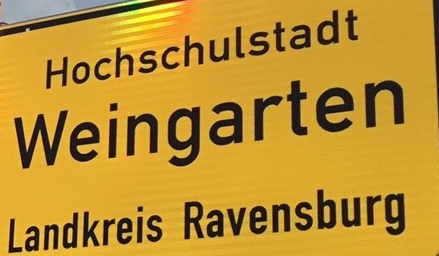 Hochschulstadt
Weingarten
Landkreis Ravensburg